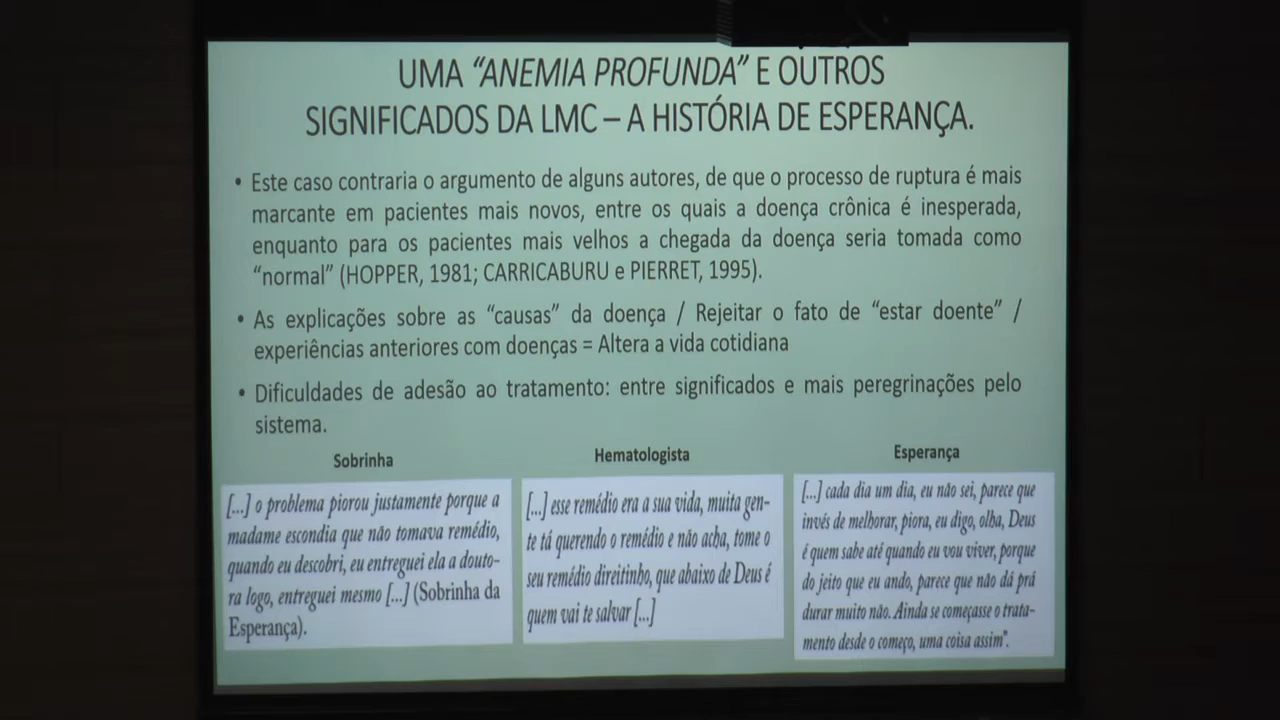 UMA “ANEMIA PROFUNDA” E OUTROS
SIGNIFICADOS DA LMC – A HISTÓRIA DE ESPERANÇA.
• Este caso contraria o argumento de alguns autores, de que o processo de ruptura é mais
marcante em pacientes mais novos, entre os quais a doença crônica é inesperada,
enquanto para os pacientes mais velhos a chegada da doença seria tomada como
“normal” (HOPPER, 1981; CARRICABURU e PIERRET, 1995).
• As explicações sobre as “causas” da doença / Rejeitar o fato de “estar doente” /
experiências anteriores com doenças = Altera a vida cotidiana
• Dificuldades de adesão ao tratamento: entre significados e mais peregrinações pelo
sistema.
Sobrinha
[...] o problema piorou justamente porque a
madame escondia que não tomava remédio,
quando eu descobri, eu entreguei ela a douto-
ra logo, entreguei mesmo [...] (Sobrinha da
Esperança).
Hematologista
[...] esse remédio era a sua vida, muita gen-
te tá querendo o remédio e não acha, tome o
seu remédio direitinho, que abaixo de Deus é
quem vai te salvar [...]
Esperança
[...] cada dia um dia, eu não sei, parece que
invés de melhorar, piora, eu digo, olha, Deus
é quem sabe até quando eu vou viver, porque
do jeito que eu ando, parece que não dá prá
durar muito não. Ainda se começasse o trata-
mento desde o começo, uma coisa assim”.